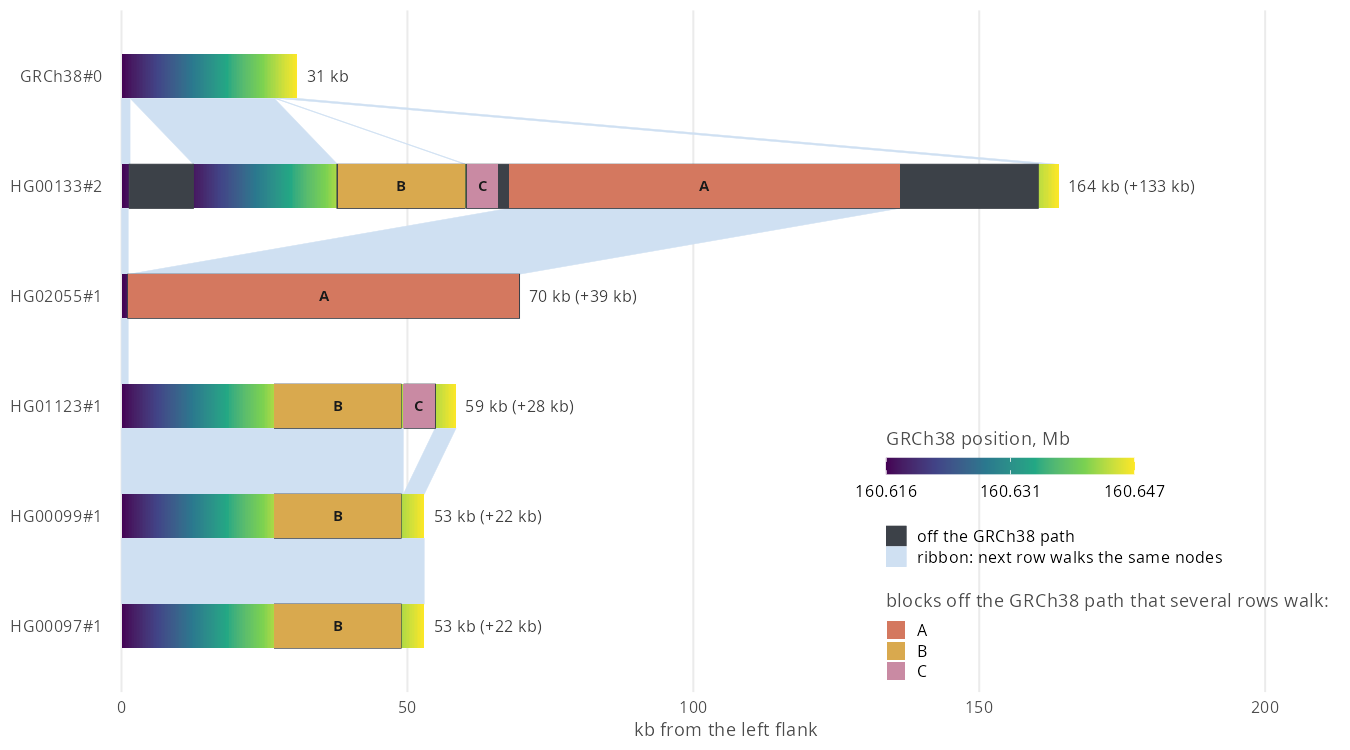 GRCh38#0
31 kb
HG00133#2
B
C
A
164 kb (+133 kb)
HG02055#1
A
70 kb (+39 kb)
HG01123#1
B
C
59 kb (+28 kb)
HG00099#1
B
53 kb (+22 kb)
HG00097#1
B
53 kb (+22 kb)
GRCh38 position, Mb
160.616 160.631 160.647
off the GRCh38 path
ribbon: next row walks the same nodes
blocks off the GRCh38 path that several rows walk:
A
B
C
0 50 100 150 200
kb from the left flank